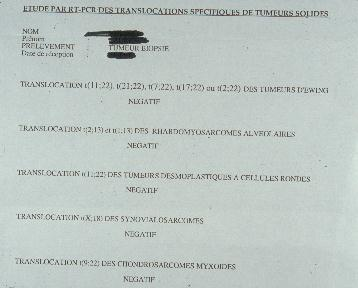 ETUDE PAR RT-PCR DES TRANSLOCATIONS SPECIFIQUES DE TUMEURS SOLIDES
NOM
Prénom
PRELEVEMENT TUMEUR BIOPSIE
Date de réception
TRANSLOCATION t(11;22), t(21;22), t(7;22), t(17;22) ou t(2;22) DES TUMEURS D'EWING
NEGATIF
TRANSLOCATION t(2;13) et t(1;13) DES RHABDOMYOSARCOMES ALVEOLAIRES
NEGATIF
TRANSLOCATION t(11;22) DES TUMEURS DESMOPLASTIQUES A CELLULES RONDES
NEGATIF
TRANSLOCATION t(X;18) DES SYNOVIALOSARCOMES
NEGATIF
TRANSLOCATION t(9;22) DES CHONDROSARCOMES MYXOIDES
NEGATIF